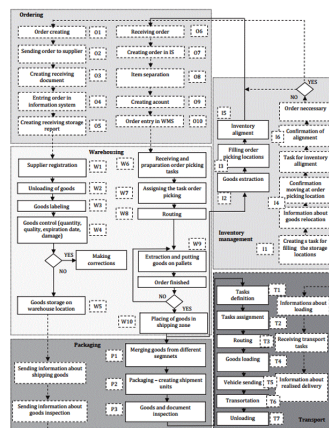 Ordering
Order creating
O1
Sending order to supplier
O2
Creating receiving
document
O3
Entring order in
information system
O4
Creating receiving storage
report
O5
Receiving order
O6
Creating order in IS
O7
Item separation
O8
Creating acount
O9
Order entry in WMS
O10
Warehousing
Supplier registration
W1
Unloading of goods
W2
Goods labeling
W3
Goods control (quantity,
quality, expiration date,
damage)
W4
YES
NO
Making
corrections
Goods storage on
warehouse location
W5
W6
Receiving and
preparation order picking
tasks
W7
Assigning the task order
picking
W8
Routing
W9
Extraction and putting
goods on pallets
Order finished
NO
YES
W10
Placing of goods in
shipping zone
Packaging
Sending information about
shipping goods
Sending information about
goods inspection
P1
Merging goods from different
segmnets
P2
Packaging – creating shipment
units
P3
Goods and document
inspection
YES
NO
Order necessary
Confirmation of
alignment
I6
Task for inventory
allignment
Confirmation
moving at order
picking location
I4
Information about
goods relocation
Creating a task for
filling the storage
locations
I1
I5
Inventory
aligment
Filling order
picking locations
I3
Goods extraction
I2
Inventory
management
Tasks
definition
T1
Tasks assignment
T2
Routing
T3
Goods loading
T4
Vehicle sending
T5
Transportation
T6
Unloading
T7
Informations about
loading
Receiving transport
tasks
Information about
realised delivery
Transport